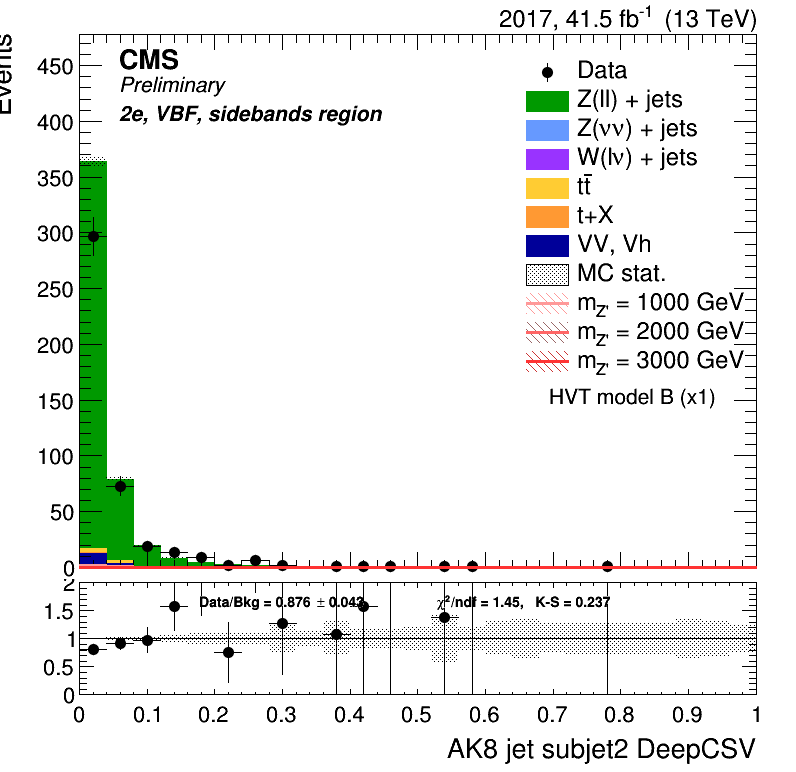 2017, 41.5 fb⁻¹ (13 TeV)
Events
CMS
Preliminary
2e, VBF, sidebands region
Data
Z(ll) + jets
Z(νν) + jets
W(lν) + jets
tt̄
t+X
VV, Vh
MC stat.
m_Z' = 1000 GeV
m_Z' = 2000 GeV
m_Z' = 3000 GeV
HVT model B (x1)
450
400
350
300
250
200
150
100
50
0
Data/Bkg = 0.876 ± 0.042
χ²/ndf = 1.45, K-S = 0.237
2
1.5
1
0.5
0
0 0.1 0.2 0.3 0.4 0.5 0.6 0.7 0.8 0.9 1
AK8 jet subjet2 DeepCSV